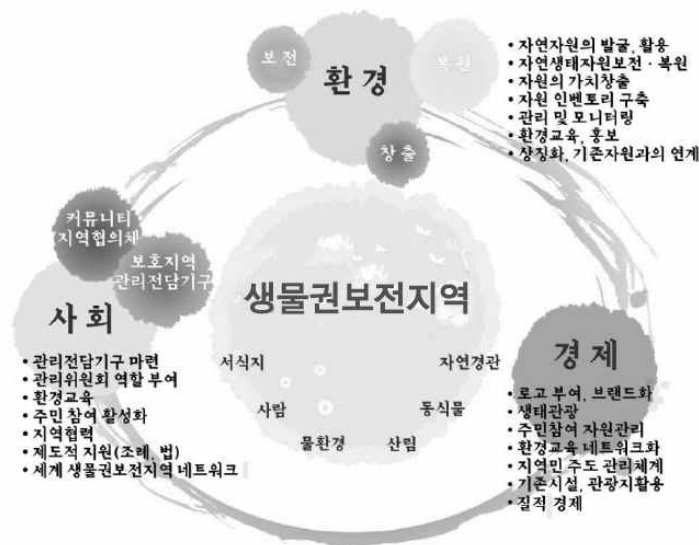 보전
환경
복원
창출
• 자연자원의 발굴, 활용
• 자연생태자원보전 · 복원
• 자원의 가치창출
• 자원 인벤토리 구축
• 관리 및 모니터링
• 환경교육, 홍보
• 상징화, 기존자원과의 연계
커뮤니티
지역협의체
보호지역
관리전담기구
사회
• 관리전담기구 마련
• 관리위원회 역할 부여
• 환경교육
• 주민 참여 활성화
• 지역협력
• 제도적 지원(조례, 법)
• 세계 생물권보전지역 네트워크
생물권보전지역
서식지
사람
물환경
산림
동식물
자연경관
경제
• 로고 부여, 브랜드화
• 생태관광
• 주민참여 자원관리
• 환경교육 네트워크화
• 지역민 주도 관리체계
• 기존시설, 관광지활용
• 질적 경제